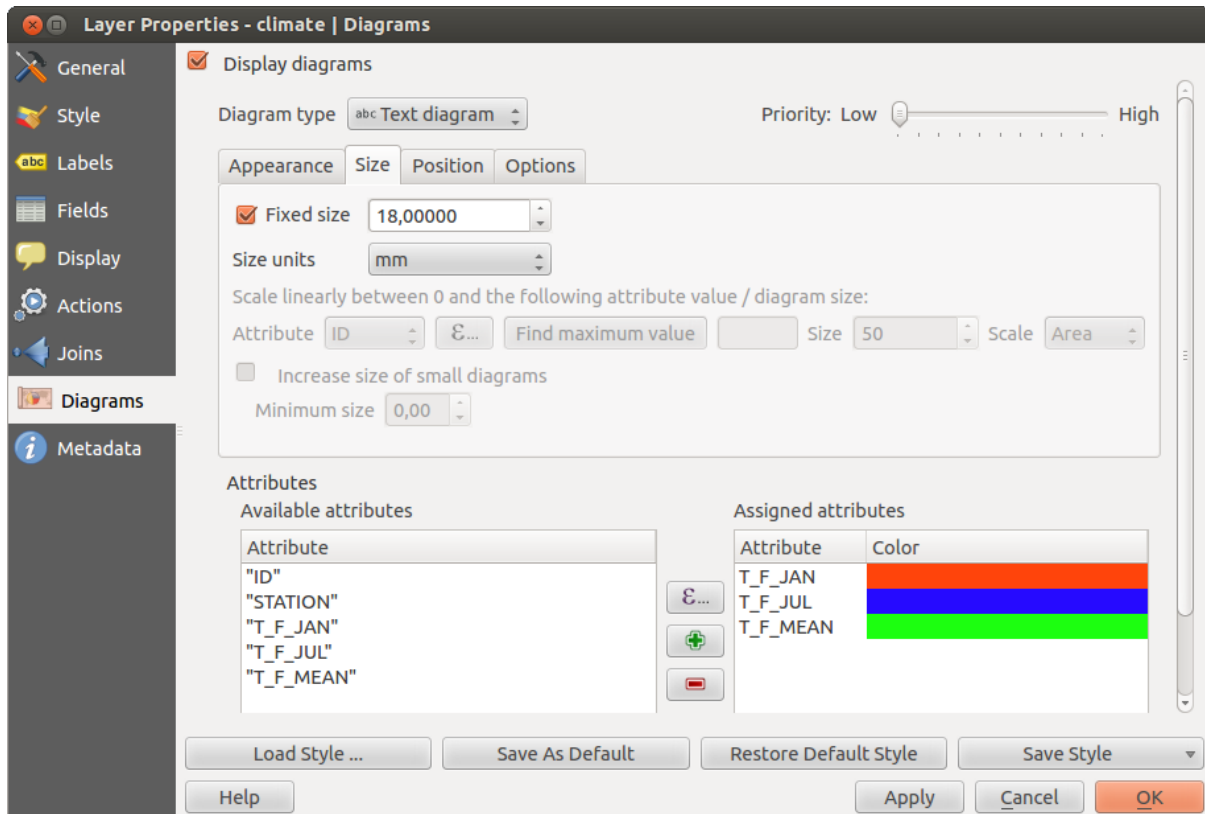 Layer Properties - climate | Diagrams
General
Style
abc Labels
Fields
Display
Actions
Joins
Diagrams
i Metadata
Display diagrams
Diagram type abc Text diagram Priority: Low High
Appearance Size Position Options
Fixed size 18,00000
Size units mm
Scale linearly between 0 and the following attribute value / diagram size:
Attribute ID ε... Find maximum value Size 50 Scale Area
Increase size of small diagrams
Minimum size 0,00
Attributes
Available attributes
Attribute
"ID"
"STATION"
"T_F_JAN"
"T_F_JUL"
"T_F_MEAN"
ε...
Assigned attributes
Attribute Color
T_F_JAN
T_F_JUL
T_F_MEAN
Load Style ... Save As Default Restore Default Style Save Style
Help Apply Cancel OK